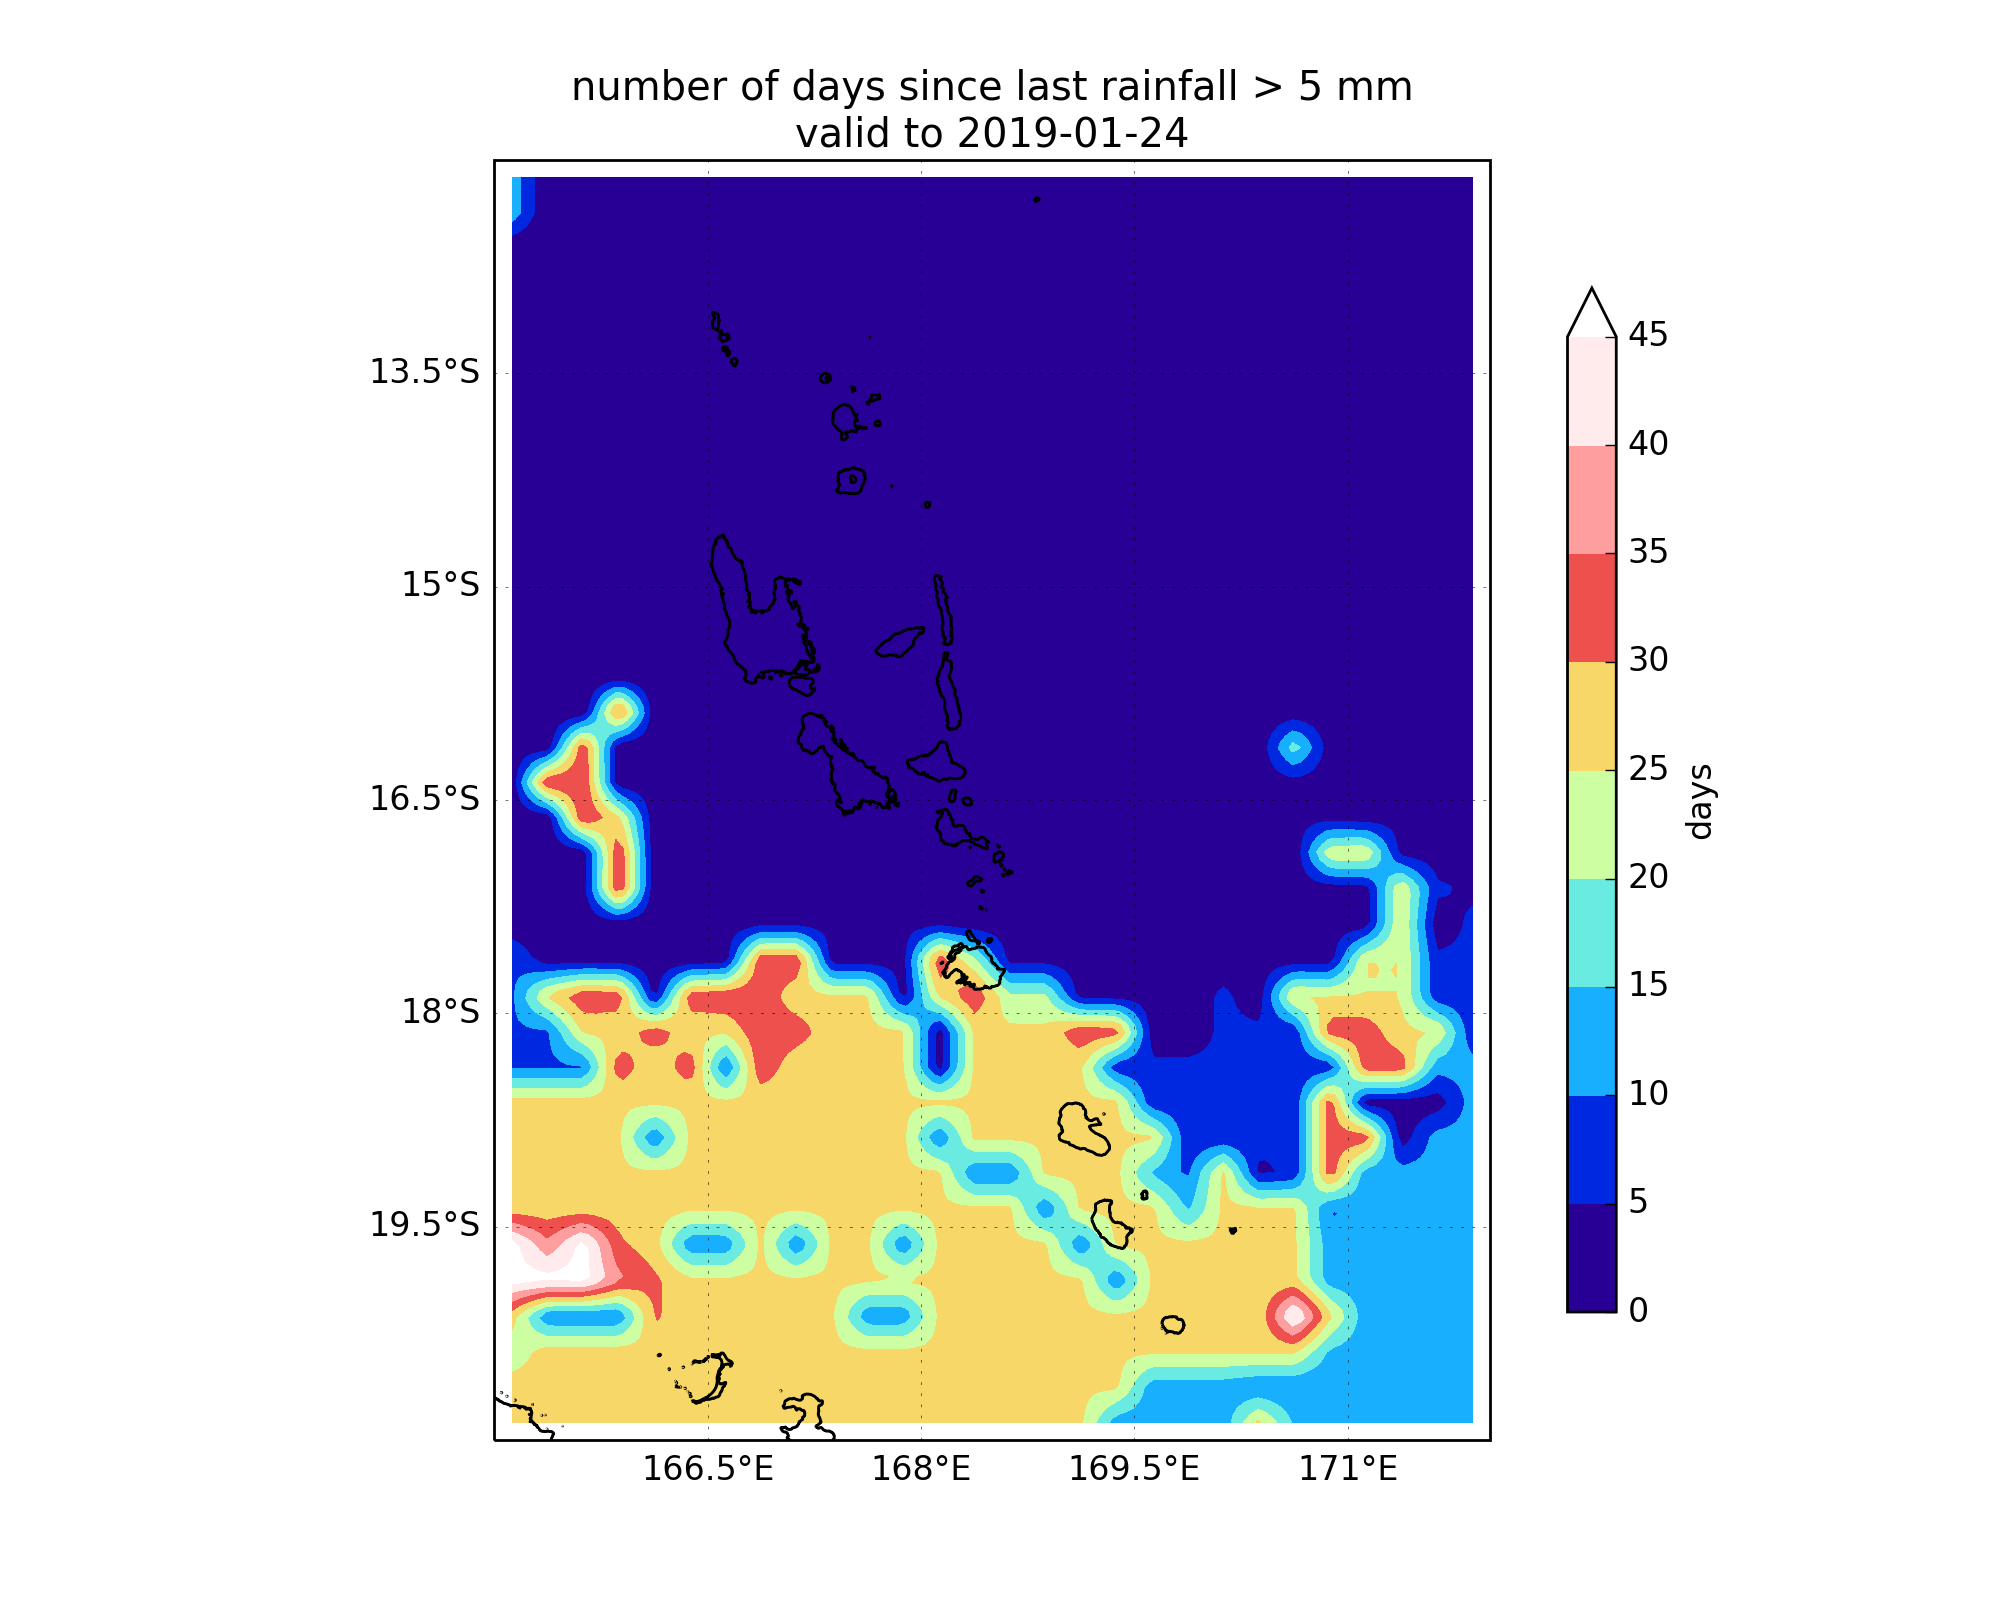 number of days since last rainfall > 5 mm
valid to 2019-01-24
13.5°S
15°S
16.5°S
18°S
19.5°S
166.5°E
168°E
169.5°E
171°E
45
40
35
30
25
20
15
10
5
0
days